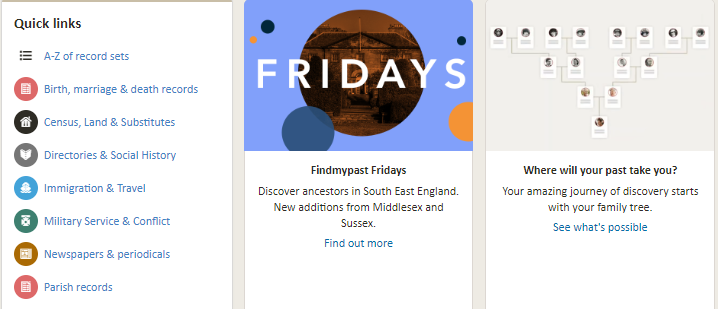 Quick links
A-Z of record sets
Birth, marriage & death records
Census, Land & Substitutes
Directories & Social History
Immigration & Travel
Military Service & Conflict
Newspapers & periodicals
Parish records
FRIDAYS
Findmypast Fridays
Discover ancestors in South East England.
New additions from Middlesex and
Sussex.
Find out more
Where will your past take you?
Your amazing journey of discovery starts
with your family tree.
See what's possible